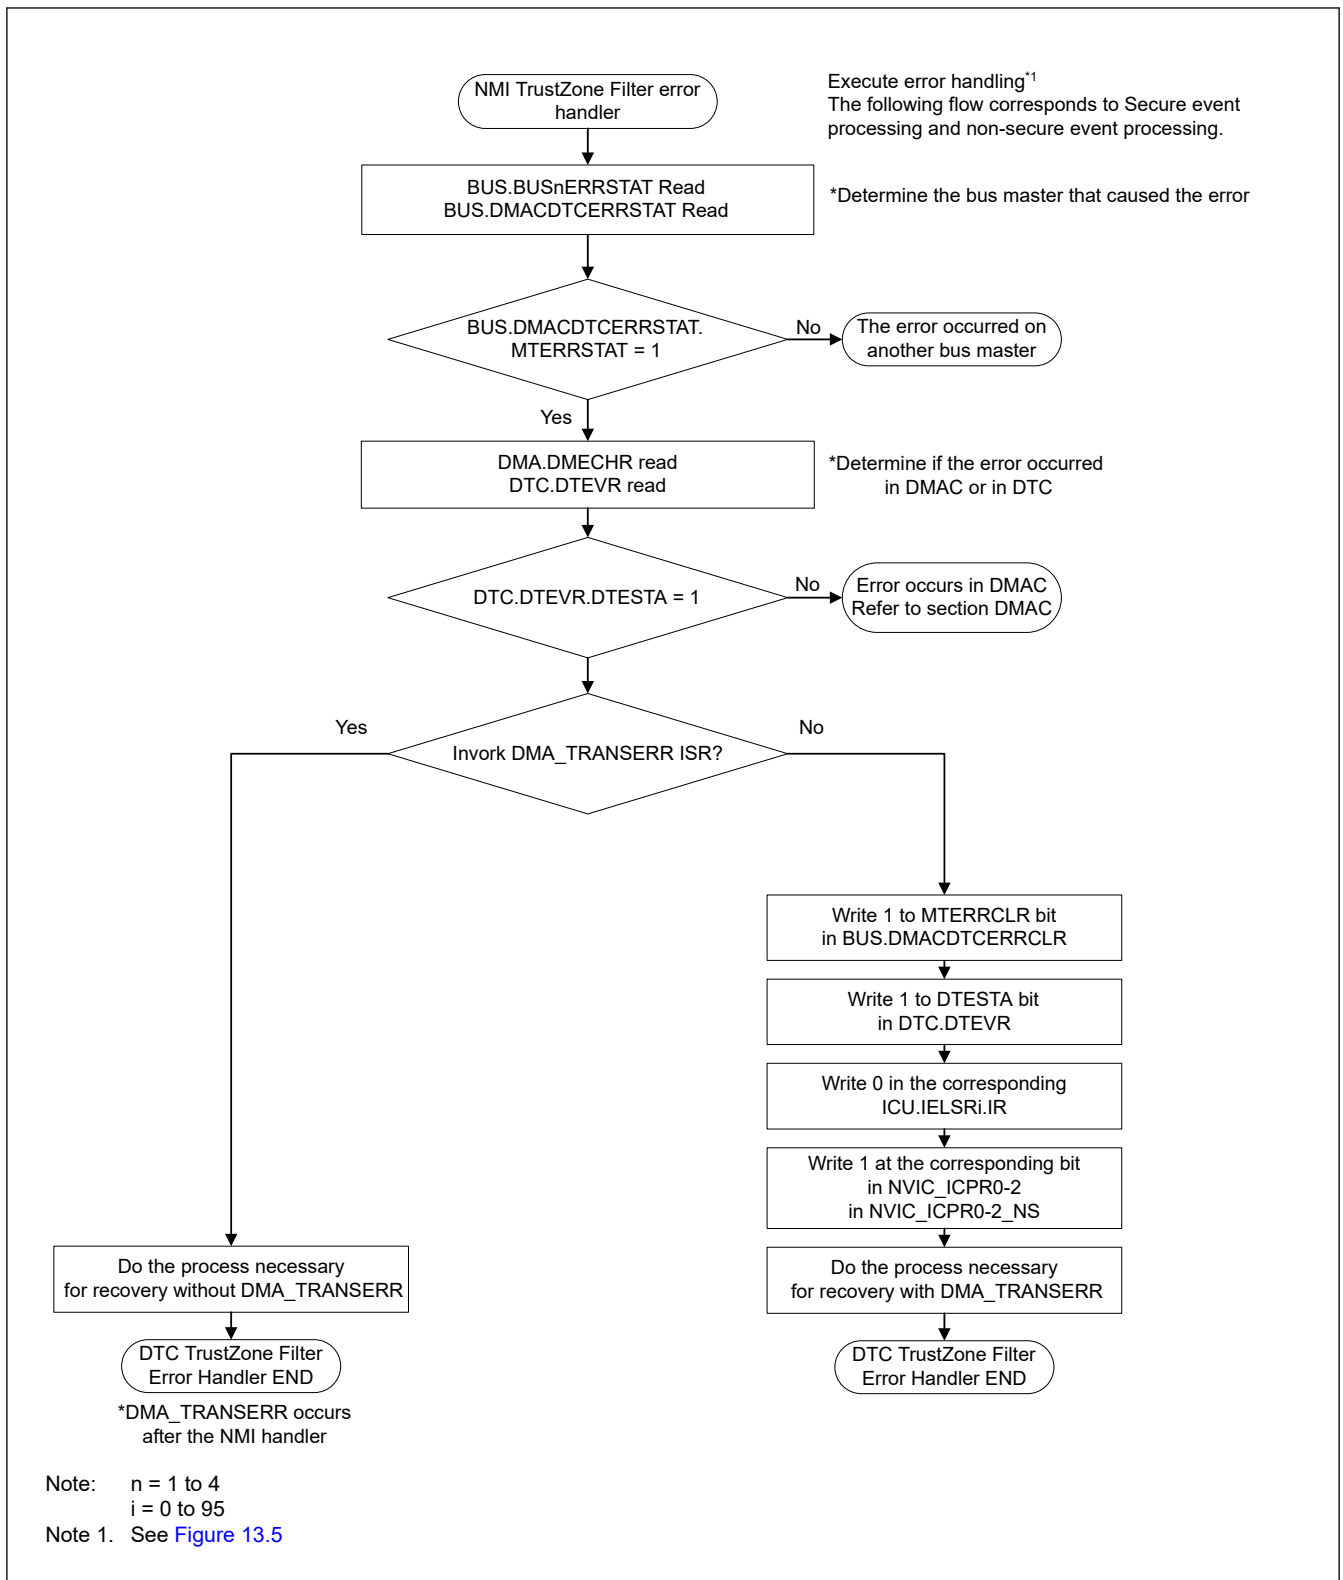 NMI TrustZone Filter error
handler
Execute error handling*1
The following flow corresponds to Secure event
processing and non-secure event processing.
BUS.BUSnERRSTAT Read
BUS.DMACDTCERRSTAT Read
*Determine the bus master that caused the error
BUS.DMACDTCERRSTAT.
MTERRSTAT = 1
No
The error occurred on
another bus master
Yes
DMA.DMECHR read
DTC.DTEVR read
*Determine if the error occurred
in DMAC or in DTC
DTC.DTEVR.DTESTA = 1
No
Error occurs in DMAC
Refer to section DMAC
Yes
Invork DMA_TRANSERR ISR?
No
Write 1 to MTERRCLR bit
in BUS.DMACDTCERRCLR
Write 1 to DTESTA bit
in DTC.DTEVR
Write 0 in the corresponding
ICU.IELSRi.IR
Write 1 at the corresponding bit
in NVIC_ICPR0-2
in NVIC_ICPR0-2_NS
Do the process necessary
for recovery without DMA_TRANSERR
Do the process necessary
for recovery with DMA_TRANSERR
DTC TrustZone Filter
Error Handler END
DTC TrustZone Filter
Error Handler END
*DMA_TRANSERR occurs
after the NMI handler
Note: n = 1 to 4
i = 0 to 95
Note 1. See Figure 13.5